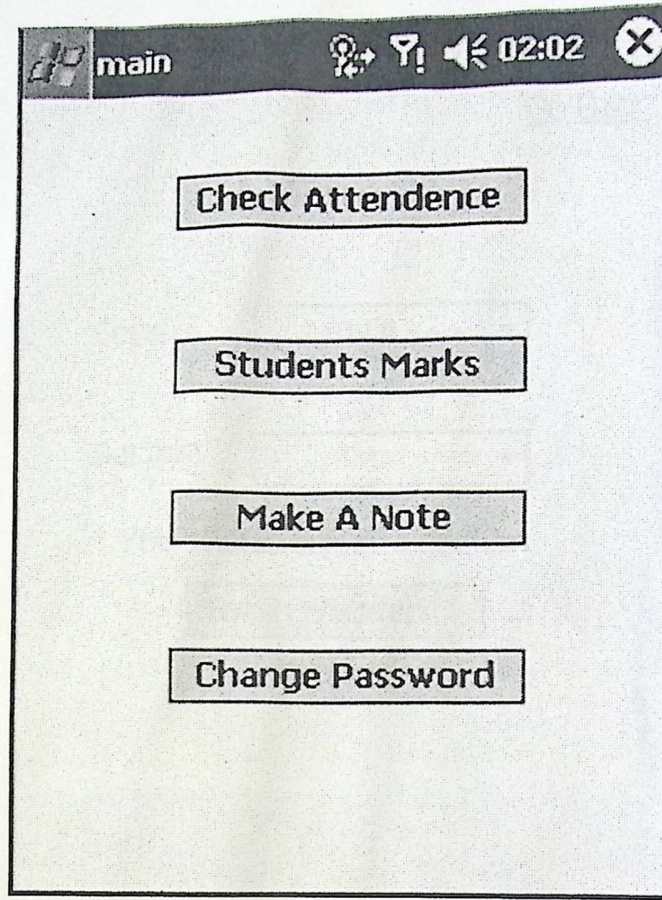 main 02:02
Check Attendence
Students Marks
Make A Note
Change Password